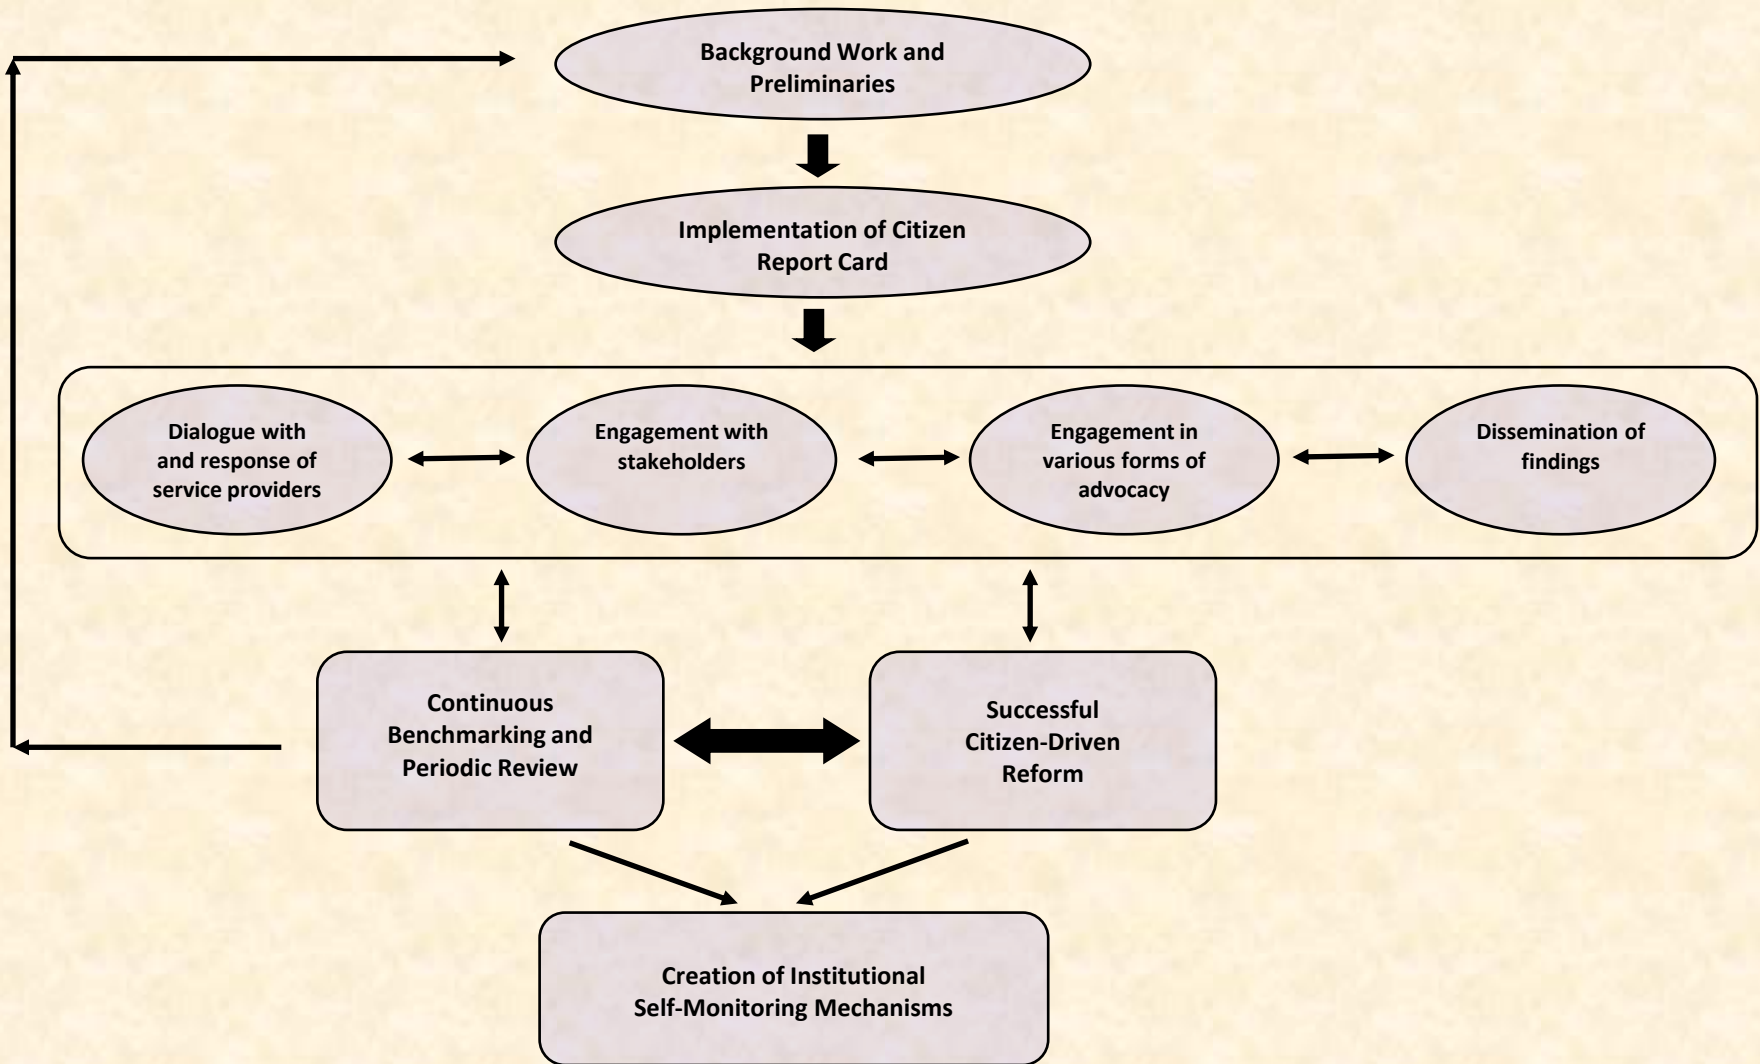 Background Work and
Preliminaries
Implementation of Citizen
Report Card
Dialogue with
and response of
service providers
Engagement with
stakeholders
Engagement in
various forms of
advocacy
Dissemination of
findings
Continuous
Benchmarking and
Periodic Review
Successful
Citizen-Driven
Reform
Creation of Institutional
Self-Monitoring Mechanisms